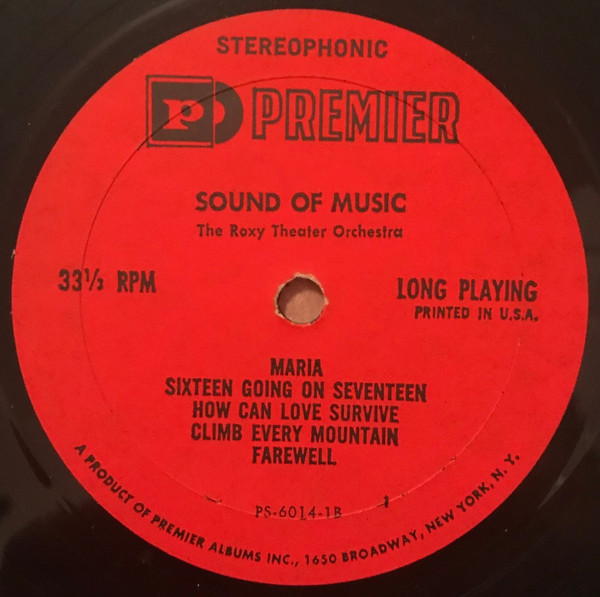 STEREOPHONIC
P PREMIER
SOUND OF MUSIC
The Roxy Theater Orchestra
33⅓ RPM
LONG PLAYING
PRINTED IN U.S.A.
MARIA
SIXTEEN GOING ON SEVENTEEN
HOW CAN LOVE SURVIVE
CLIMB EVERY MOUNTAIN
FAREWELL
PS-6014-1B
A PRODUCT OF PREMIER ALBUMS INC., 1650 BROADWAY, NEW YORK, N. Y.